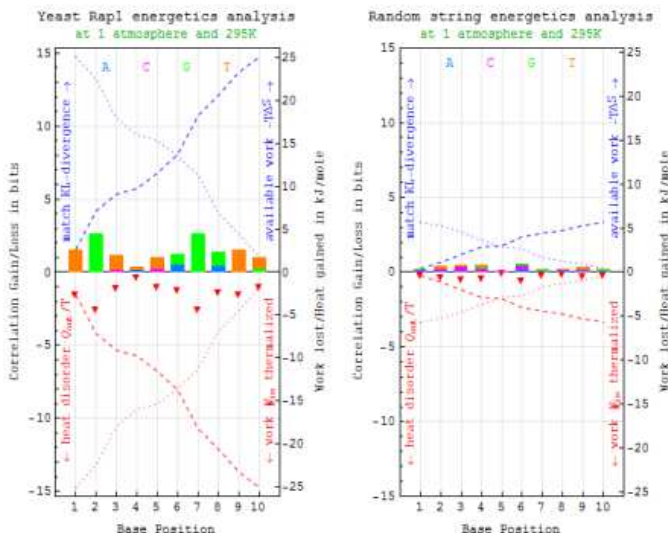 Yeast Rap1 energetics analysis
at 1 atmosphere and 295K
A C G T
Correlation Gain/Loss in bits
match KL-divergence →
← heat disorder Qout/T
available work -TΔS →
← work Win thermalized
Work lost/Heat gained in kJ/mole
15
10
5
0
-5
-10
-15
25
20
15
10
5
0
-5
-10
-15
-20
-25
1 2 3 4 5 6 7 8 9 10
Base Position
Random string energetics analysis
at 1 atmosphere and 295K
A C G T
Correlation Gain/Loss in bits
match KL-divergence →
← heat disorder Qout/T
available work -TΔS →
← work Win thermalized
Work lost/Heat gained in kJ/mole
15
10
5
0
-5
-10
-15
25
20
15
10
5
0
-5
-10
-15
-20
-25
1 2 3 4 5 6 7 8 9 10
Base Position